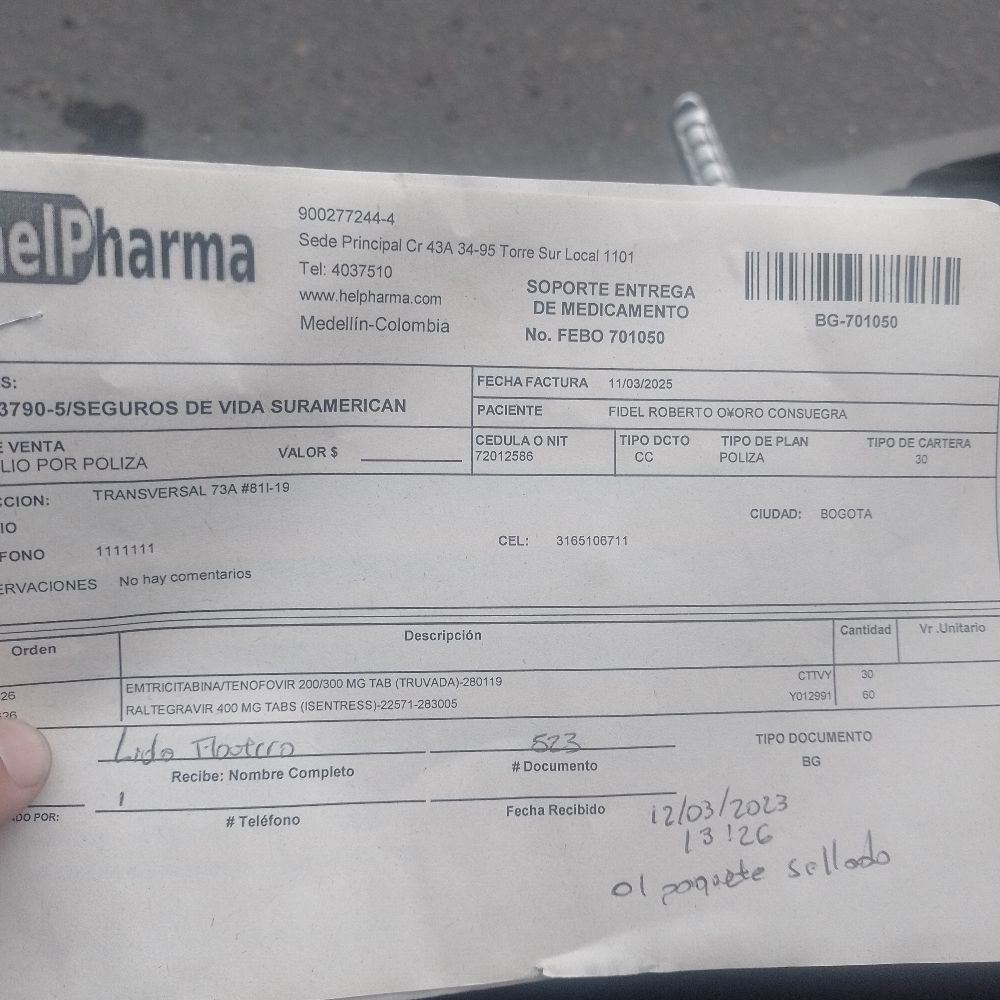 helPharma
900277244-4
Sede Principal Cr 43A 34-95 Torre Sur Local 1101
Tel: 4037510
www.helpharma.com
Medellín-Colombia
SOPORTE ENTREGA
DE MEDICAMENTO
No. FEBO 701050
BG-701050
S:
3790-5/SEGUROS DE VIDA SURAMERICAN
FECHA FACTURA 11/03/2025
PACIENTE FIDEL ROBERTO O¥ORO CONSUEGRA
E VENTA
LIO POR POLIZA
VALOR $
CEDULA O NIT
72012586
TIPO DCTO
CC
TIPO DE PLAN
POLIZA
TIPO DE CARTERA
30
CCION: TRANSVERSAL 73A #81I-19
IO
CIUDAD: BOGOTA
FONO 1111111
CEL: 3165106711
ERVACIONES No hay comentarios
Orden Descripción Cantidad Vr .Unitario
26 EMTRICITABINA/TENOFOVIR 200/300 MG TAB (TRUVADA)-280119 CTTVY 30
26 RALTEGRAVIR 400 MG TABS (ISENTRESS)-22571-283005 Y012991 60
523
Recibe: Nombre Completo
# Documento
TIPO DOCUMENTO
BG
DO POR:
# Teléfono
Fecha Recibido
12/03/2023
13:26
01 paquete sellado